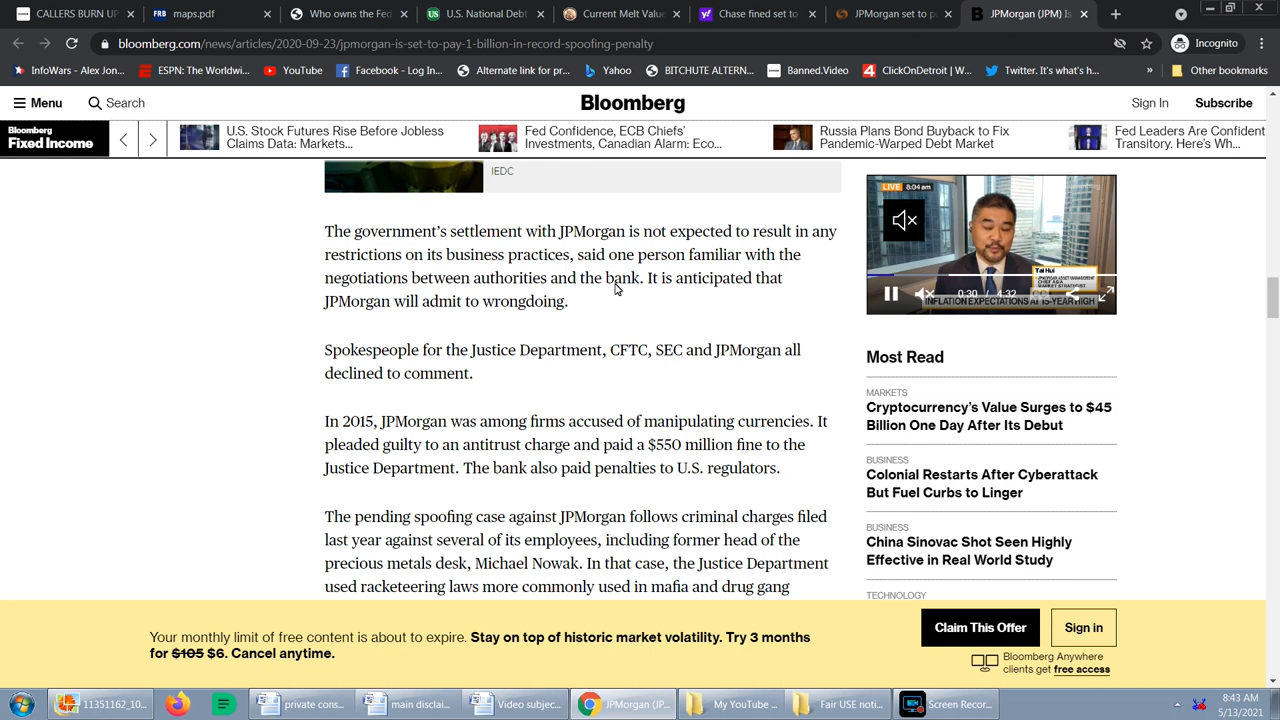 CALLERS BURN UP
FRB maps.pdf
Who owns the Fed
U.S. National Debt
Current Melt Value
Chase fined set to
JPMorgan set to p
JPMorgan (JPM) Is
bloomberg.com/news/articles/2020-09-23/jpmorgan-is-set-to-pay-1-billion-in-record-spoofing-penalty
Incognito
InfoWars - Alex Jon...
ESPN: The Worldwi...
YouTube
Facebook - Log In...
Alternate link for pr...
Yahoo
BITCHUTE ALTERN...
Banned.Video
ClickOnDetroit | W...
Twitter. It's what's h...
»
Other bookmarks
Menu
Search
Bloomberg
Sign In
Subscribe
Bloomberg
Fixed Income
U.S. Stock Futures Rise Before Jobless
Claims Data: Markets...
Fed Confidence, ECB Chiefs'
Investments, Canadian Alarm: Eco...
Russia Plans Bond Buyback to Fix
Pandemic-Warped Debt Market
Fed Leaders Are Confident
Transitory. Here's Wh...
IEDC
The government's settlement with JPMorgan is not expected to result in any
restrictions on its business practices, said one person familiar with the
negotiations between authorities and the bank. It is anticipated that
JPMorgan will admit to wrongdoing.
Spokespeople for the Justice Department, CFTC, SEC and JPMorgan all
declined to comment.
In 2015, JPMorgan was among firms accused of manipulating currencies. It
pleaded guilty to an antitrust charge and paid a $550 million fine to the
Justice Department. The bank also paid penalties to U.S. regulators.
The pending spoofing case against JPMorgan follows criminal charges filed
last year against several of its employees, including former head of the
precious metals desk, Michael Nowak. In that case, the Justice Department
used racketeering laws more commonly used in mafia and drug gang
LIVE 8:04am
Tai Hui
JPMORGAN ASSET MANAGEMENT
CHIEF ASIA
MARKET STRATEGIST
0:30 / 4:32
INFLATION EXPECTATIONS AT 15-YEAR HIGH
Most Read
MARKETS
Cryptocurrency's Value Surges to $45
Billion One Day After Its Debut
BUSINESS
Colonial Restarts After Cyberattack
But Fuel Curbs to Linger
BUSINESS
China Sinovac Shot Seen Highly
Effective in Real World Study
TECHNOLOGY
Your monthly limit of free content is about to expire. Stay on top of historic market volatility. Try 3 months
for $105 $6. Cancel anytime.
Claim This Offer
Sign in
Bloomberg Anywhere
clients get free access
11351162_10...
private cons...
main disclai...
Video subjec...
JPMorgan (JP...
My YouTube ...
Fair USE noti...
Screen Recor...
8:43 AM
5/13/2021